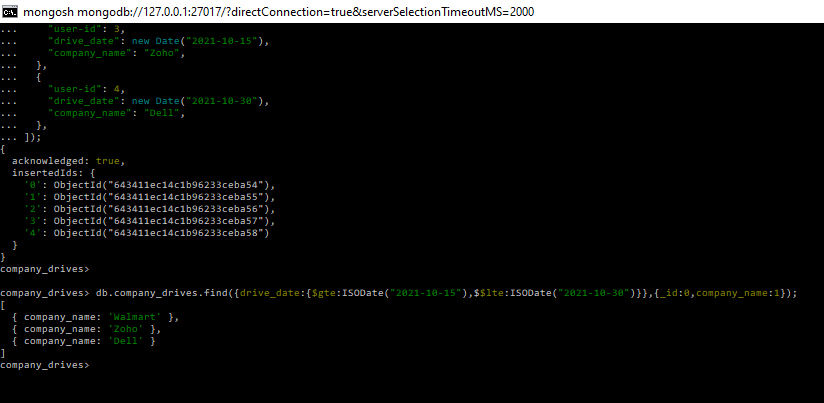 mongosh mongodb://127.0.0.1:27017/?directConnection=true&serverSelectionTimeoutMS=2000
...     "user-id": 3,
...     "drive_date": new Date("2021-10-15"),
...     "company_name": "Zoho",
...   },
...   {
...     "user-id": 4,
...     "drive_date": new Date("2021-10-30"),
...     "company_name": "Dell",
...   },
... ]);
{
  acknowledged: true,
  insertedIds: {
    '0': ObjectId("643411ec14c1b96233ceba54"),
    '1': ObjectId("643411ec14c1b96233ceba55"),
    '2': ObjectId("643411ec14c1b96233ceba56"),
    '3': ObjectId("643411ec14c1b96233ceba57"),
    '4': ObjectId("643411ec14c1b96233ceba58")
  }
}
company_drives>
company_drives> db.company_drives.find({drive_date:{$gte:ISODate("2021-10-15"),$$lte:ISODate("2021-10-30")}},{_id:0,company_name:1});
[
  { company_name: 'Walmart' },
  { company_name: 'Zoho' },
  { company_name: 'Dell' }
]
company_drives>